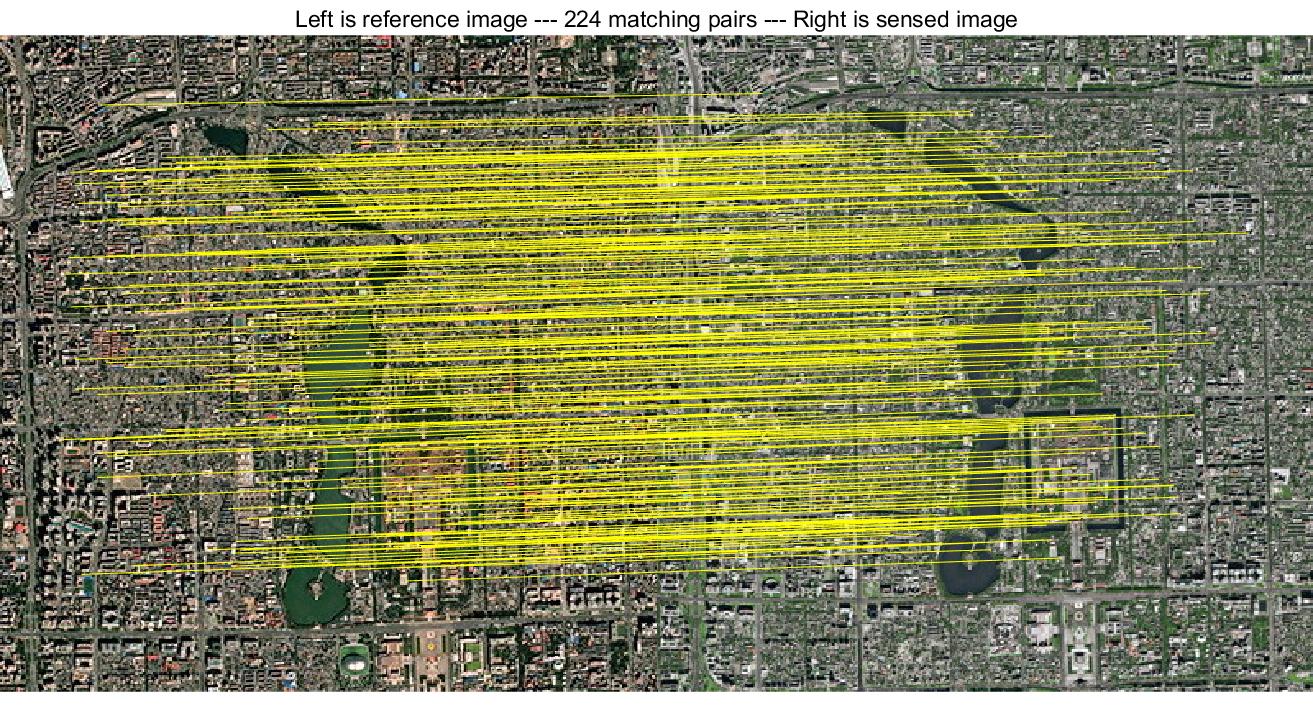 Left is reference image --- 224 matching pairs --- Right is sensed image